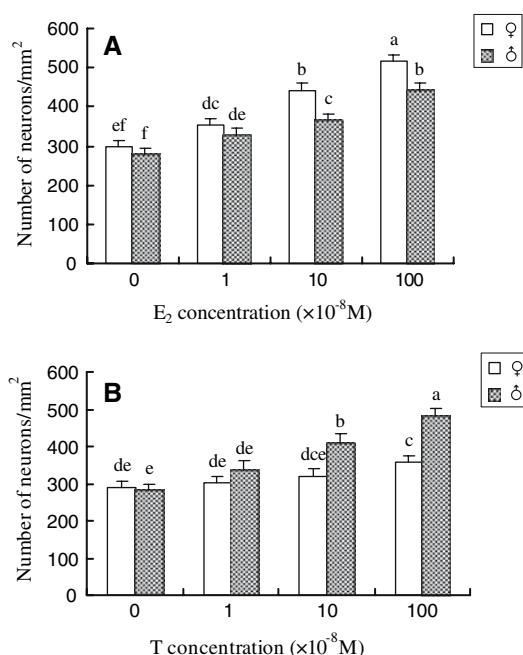 A
♀
♂
Number of neurons/mm²
600
500
400
300
200
100
0
ef
f
dc
de
b
c
a
b
0 1 10 100
E₂ concentration (×10⁻⁸M)
B
♀
♂
Number of neurons/mm²
600
500
400
300
200
100
0
de
e
de
de
dce
b
c
a
0 1 10 100
T concentration (×10⁻⁸M)